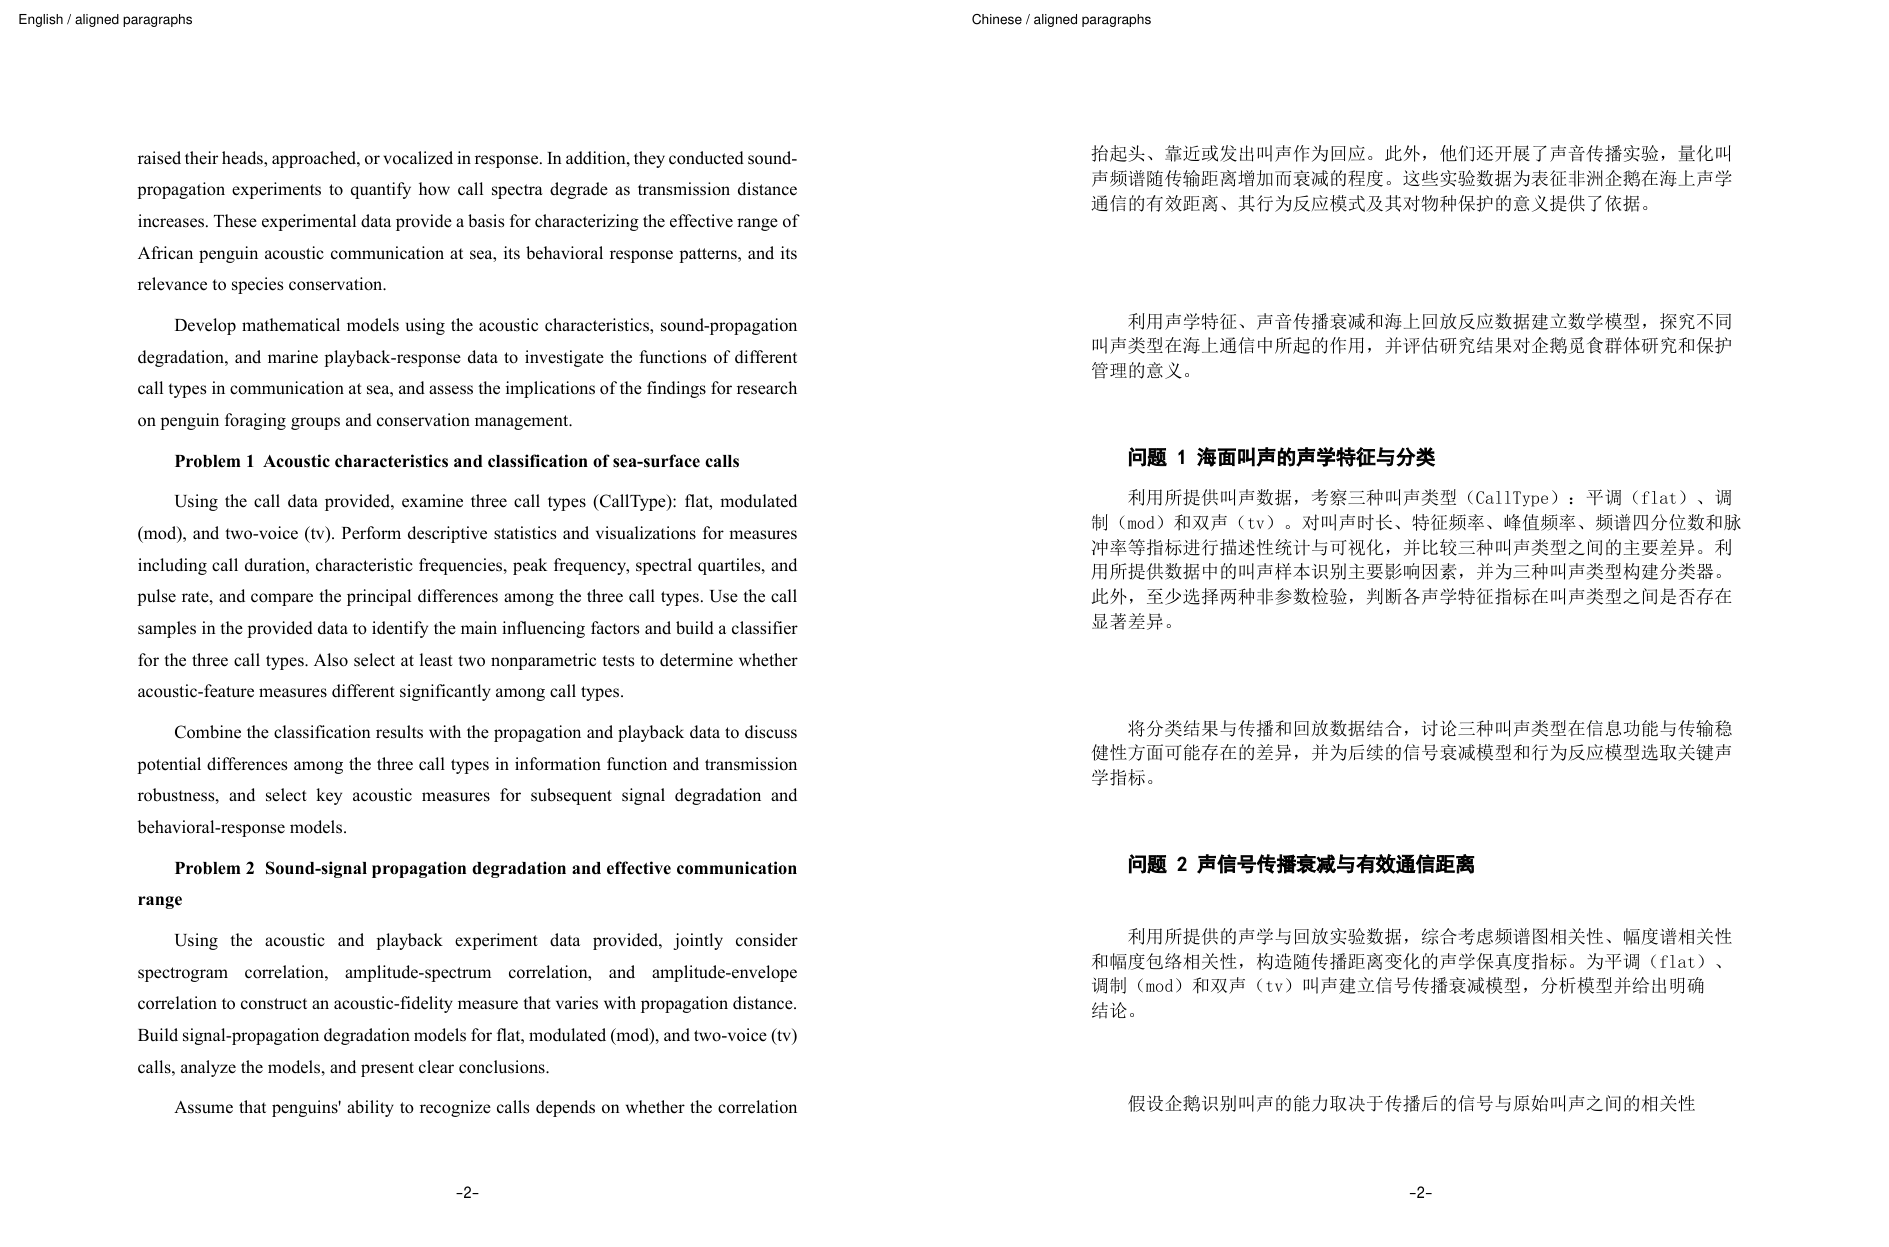 English / aligned paragraphs
raised their heads, approached, or vocalized in response. In addition, they conducted sound-
propagation experiments to quantify how call spectra degrade as transmission distance
increases. These experimental data provide a basis for characterizing the effective range of
African penguin acoustic communication at sea, its behavioral response patterns, and its
relevance to species conservation.
Develop mathematical models using the acoustic characteristics, sound-propagation
degradation, and marine playback-response data to investigate the functions of different
call types in communication at sea, and assess the implications of the findings for research
on penguin foraging groups and conservation management.
Problem 1  Acoustic characteristics and classification of sea-surface calls
Using the call data provided, examine three call types (CallType): flat, modulated
(mod), and two-voice (tv). Perform descriptive statistics and visualizations for measures
including call duration, characteristic frequencies, peak frequency, spectral quartiles, and
pulse rate, and compare the principal differences among the three call types. Use the call
samples in the provided data to identify the main influencing factors and build a classifier
for the three call types. Also select at least two nonparametric tests to determine whether
acoustic-feature measures different significantly among call types.
Combine the classification results with the propagation and playback data to discuss
potential differences among the three call types in information function and transmission
robustness, and select key acoustic measures for subsequent signal degradation and
behavioral-response models.
Problem 2  Sound-signal propagation degradation and effective communication
range
Using the acoustic and playback experiment data provided, jointly consider
spectrogram correlation, amplitude-spectrum correlation, and amplitude-envelope
correlation to construct an acoustic-fidelity measure that varies with propagation distance.
Build signal-propagation degradation models for flat, modulated (mod), and two-voice (tv)
calls, analyze the models, and present clear conclusions.
Assume that penguins' ability to recognize calls depends on whether the correlation
-2-
Chinese / aligned paragraphs
抬起头、靠近或发出叫声作为回应。此外，他们还开展了声音传播实验，量化叫
声频谱随传输距离增加而衰减的程度。这些实验数据为表征非洲企鹅在海上声学
通信的有效距离、其行为反应模式及其对物种保护的意义提供了依据。
利用声学特征、声音传播衰减和海上回放反应数据建立数学模型，探究不同
叫声类型在海上通信中所起的作用，并评估研究结果对企鹅觅食群体研究和保护
管理的意义。
问题 1 海面叫声的声学特征与分类
利用所提供叫声数据，考察三种叫声类型（CallType）：平调（flat）、调
制（mod）和双声（tv）。对叫声时长、特征频率、峰值频率、频谱四分位数和脉
冲率等指标进行描述性统计与可视化，并比较三种叫声类型之间的主要差异。利
用所提供数据中的叫声样本识别主要影响因素，并为三种叫声类型构建分类器。
此外，至少选择两种非参数检验，判断各声学特征指标在叫声类型之间是否存在
显著差异。
将分类结果与传播和回放数据结合，讨论三种叫声类型在信息功能与传输稳
健性方面可能存在的差异，并为后续的信号衰减模型和行为反应模型选取关键声
学指标。
问题 2 声信号传播衰减与有效通信距离
利用所提供的声学与回放实验数据，综合考虑频谱图相关性、幅度谱相关性
和幅度包络相关性，构造随传播距离变化的声学保真度指标。为平调（flat）、
调制（mod）和双声（tv）叫声建立信号传播衰减模型，分析模型并给出明确
结论。
假设企鹅识别叫声的能力取决于传播后的信号与原始叫声之间的相关性
-2-